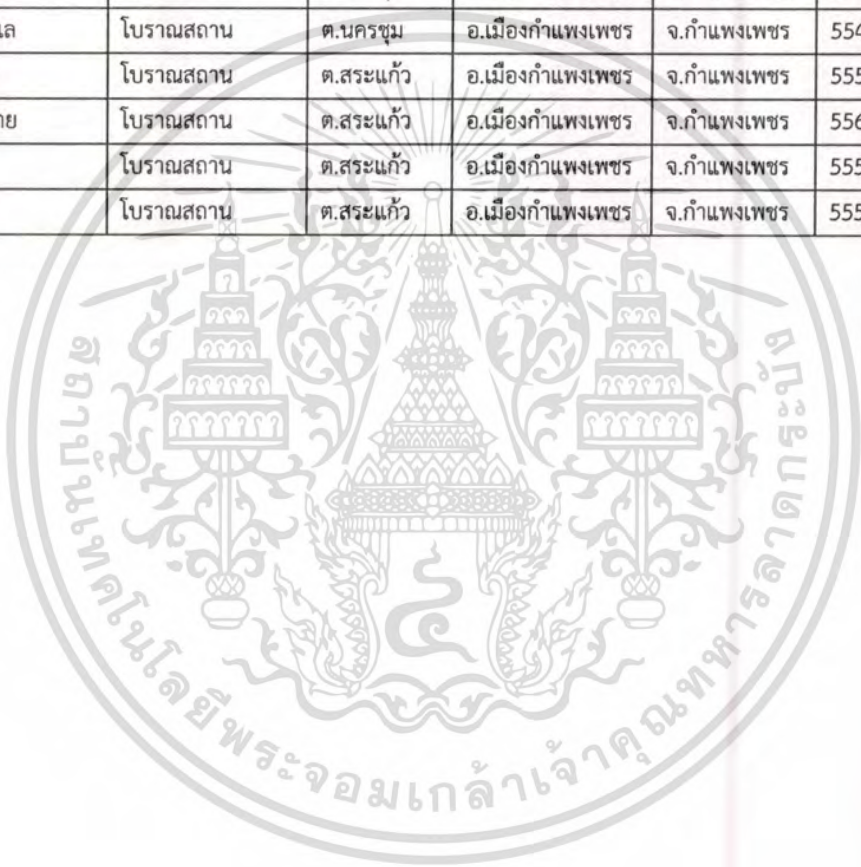 โบราณสถาน ต.นครชุม อ.เมืองกำแพงเพชร จ.กำแพงเพชร 554
โบราณสถาน ต.สระแก้ว อ.เมืองกำแพงเพชร จ.กำแพงเพชร 555
โบราณสถาน ต.สระแก้ว อ.เมืองกำแพงเพชร จ.กำแพงเพชร 556
โบราณสถาน ต.สระแก้ว อ.เมืองกำแพงเพชร จ.กำแพงเพชร 555
โบราณสถาน ต.สระแก้ว อ.เมืองกำแพงเพชร จ.กำแพงเพชร 555
สถาบันเทคโนโลยีพระจอมเกล้าเจ้าคุณทหารลาดกระบัง